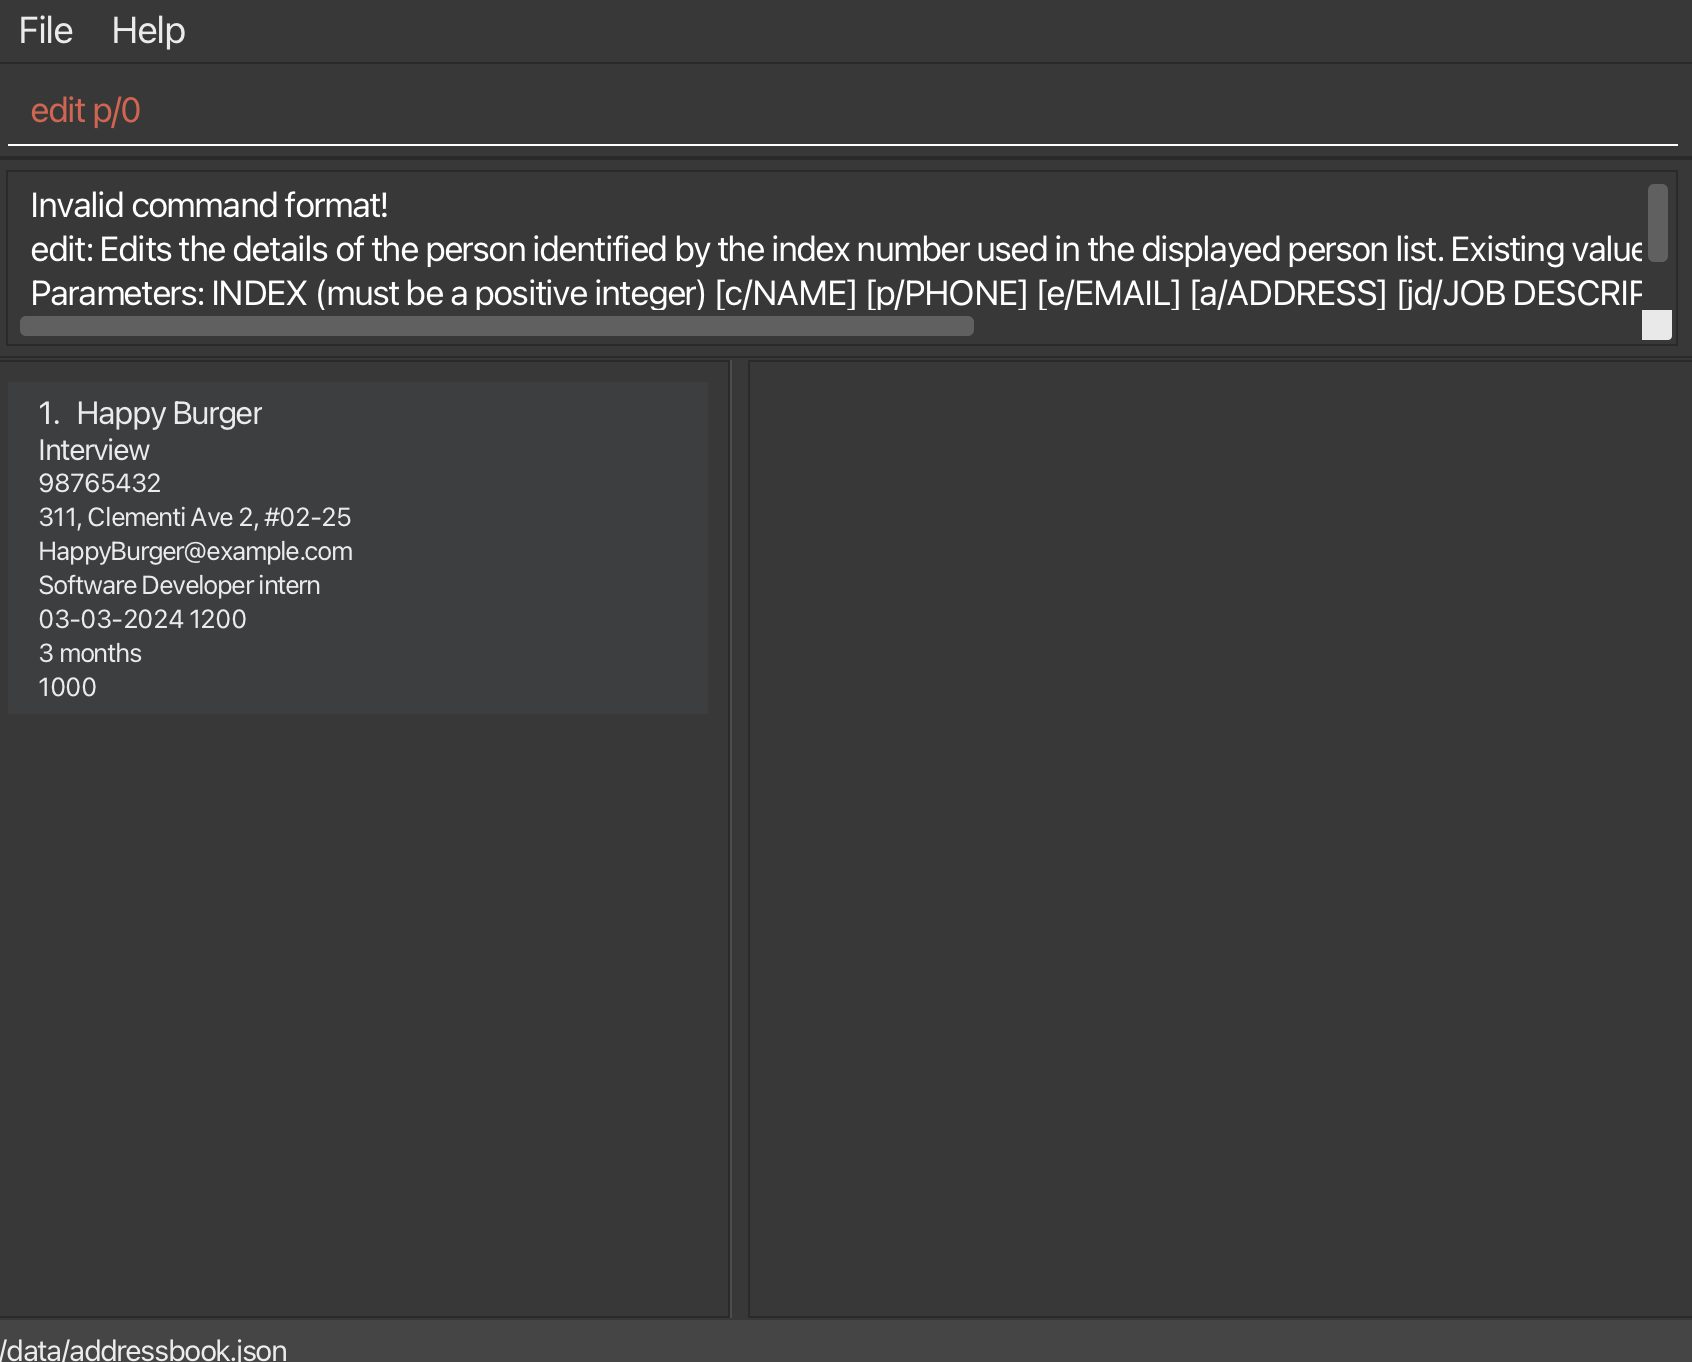 File Help
edit p/0
Invalid command format!
edit: Edits the details of the person identified by the index number used in the displayed person list. Existing value
Parameters: INDEX (must be a positive integer) [c/NAME] [p/PHONE] [e/EMAIL] [a/ADDRESS] [jd/JOB DESCRIP
1. Happy Burger
Interview
98765432
311, Clementi Ave 2, #02-25
HappyBurger@example.com
Software Developer intern
03-03-2024 1200
3 months
1000
/data/addressbook.json